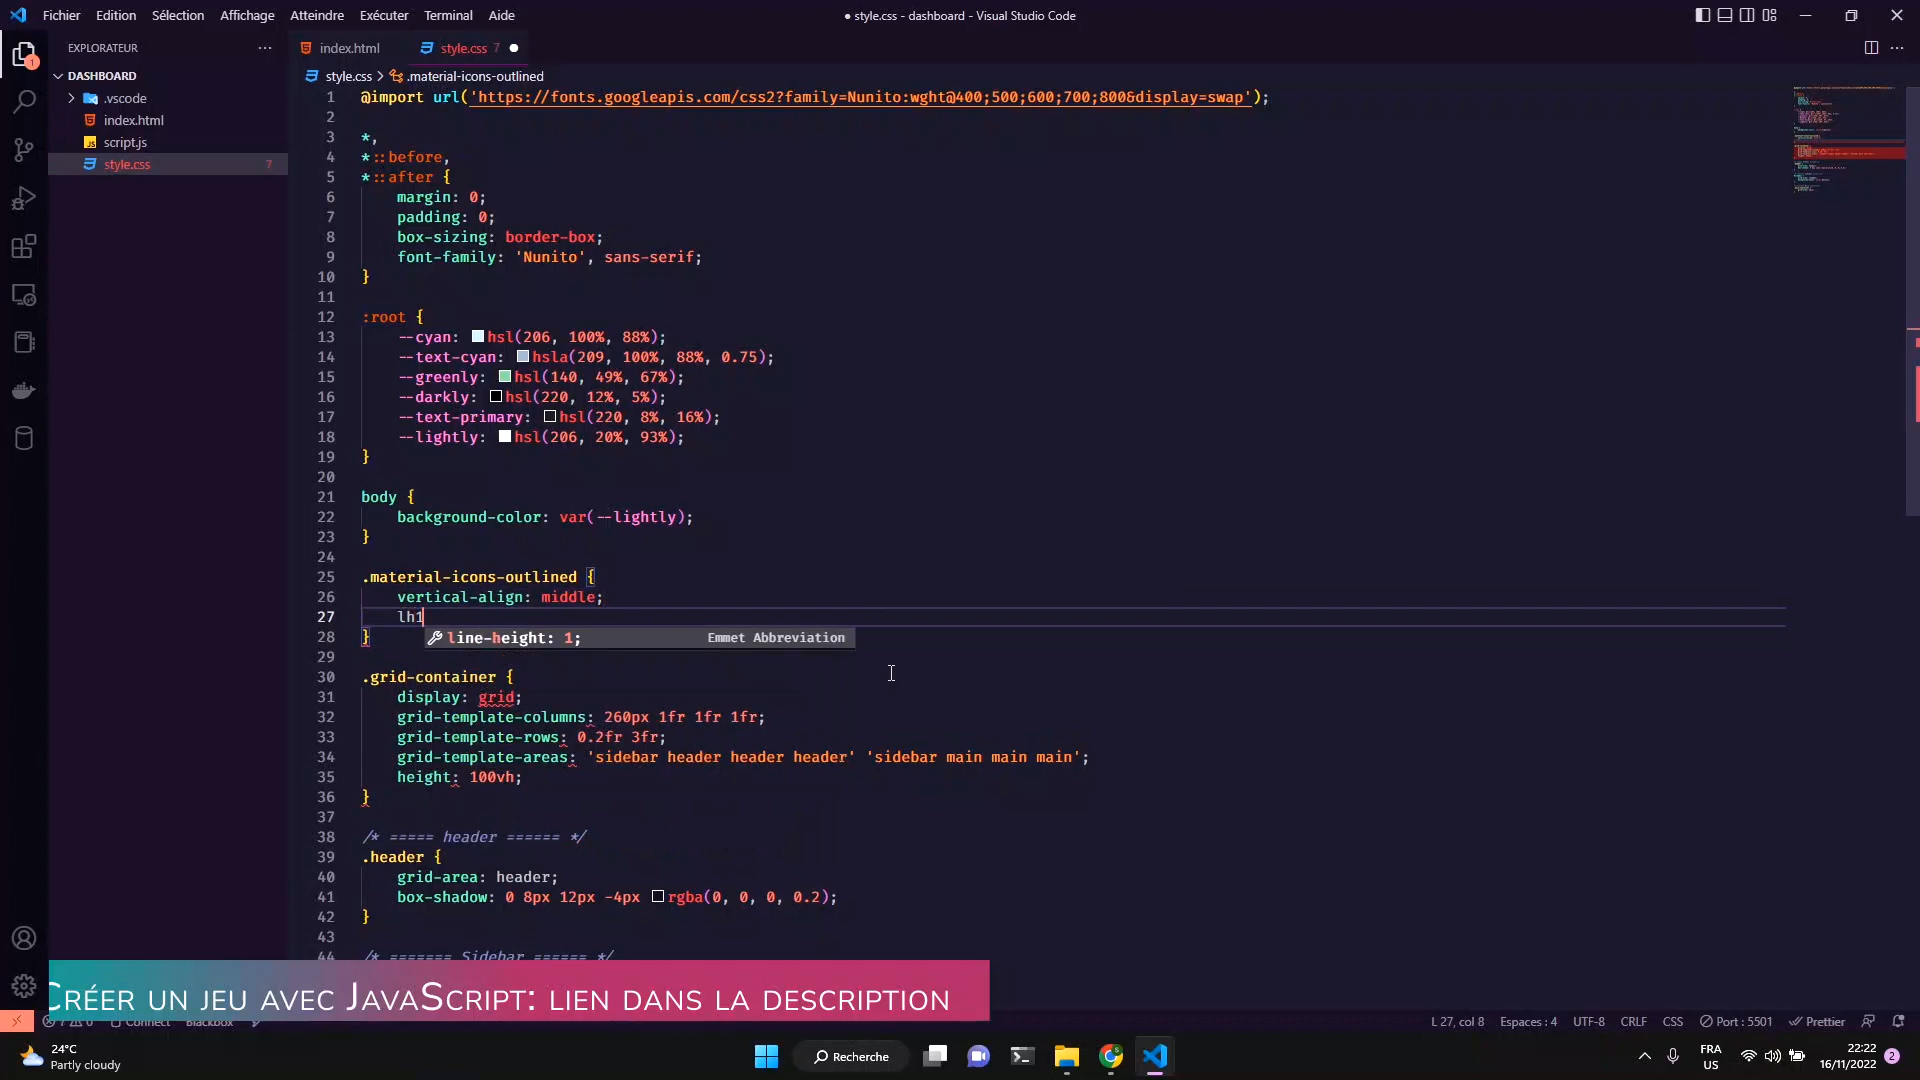 Fichier Edition Sélection Affichage Atteindre Exécuter Terminal Aide
● style.css - dashboard - Visual Studio Code
EXPLORATEUR
DASHBOARD
.vscode
index.html
script.js
style.css 7
1
index.html style.css 7
style.css > .material-icons-outlined
1 @import url('https://fonts.googleapis.com/css2?family=Nunito:wght@400;500;600;700;800&display=swap');
2
3 *,
4 *::before,
5 *::after {
6 margin: 0;
7 padding: 0;
8 box-sizing: border-box;
9 font-family: 'Nunito', sans-serif;
10 }
11
12 :root {
13 --cyan: hsl(206, 100%, 88%);
14 --text-cyan: hsla(209, 100%, 88%, 0.75);
15 --greenly: hsl(140, 49%, 67%);
16 --darkly: hsl(220, 12%, 5%);
17 --text-primary: hsl(220, 8%, 16%);
18 --lightly: hsl(206, 20%, 93%);
19 }
20
21 body {
22 background-color: var(--lightly);
23 }
24
25 .material-icons-outlined {
26 vertical-align: middle;
27 lh1
28 }
line-height: 1; Emmet Abbreviation
29
30 .grid-container {
31 display: grid;
32 grid-template-columns: 260px 1fr 1fr 1fr;
33 grid-template-rows: 0.2fr 3fr;
34 grid-template-areas: 'sidebar header header header' 'sidebar main main main';
35 height: 100vh;
36 }
37
38 /* ===== header ====== */
39 .header {
40 grid-area: header;
41 box-shadow: 0 8px 12px -4px rgba(0, 0, 0, 0.2);
42 }
43
44 /* ======= Sidebar ====== */
Créer un jeu avec JavaScript: lien dans la description
Connect Blackbox
L 27, col 8 Espaces : 4 UTF-8 CRLF CSS Port : 5501 Prettier
24°C
Partly cloudy
Recherche
FRA
US
22:22
16/11/2022
2